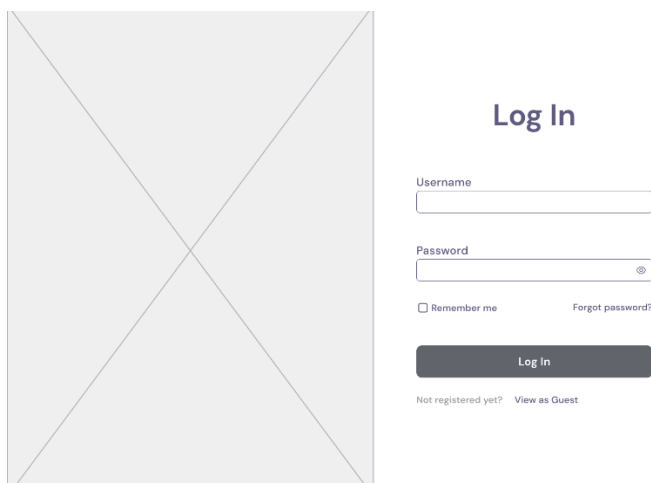 Log In
Username
Password
Remember me Forgot password?
Log In
Not registered yet? View as Guest